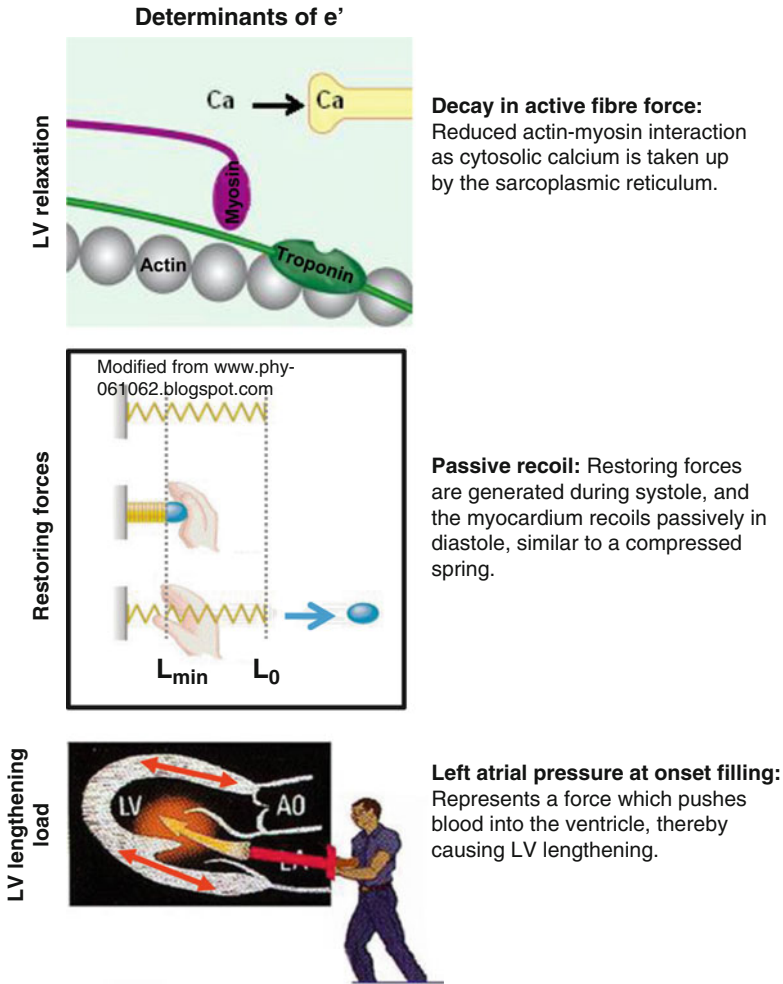 Determinants of e’
LV relaxation
Ca
Ca
Myosin
Actin
Troponin
Decay in active fibre force:
Reduced actin-myosin interaction
as cytosolic calcium is taken up
by the sarcoplasmic reticulum.
Restoring forces
Modified from www.phy-
061062.blogspot.com
Lmin
L0
Passive recoil: Restoring forces
are generated during systole, and
the myocardium recoils passively in
diastole, similar to a compressed
spring.
LV lengthening
load
LV
AO
LA
Left atrial pressure at onset filling:
Represents a force which pushes
blood into the ventricle, thereby
causing LV lengthening.